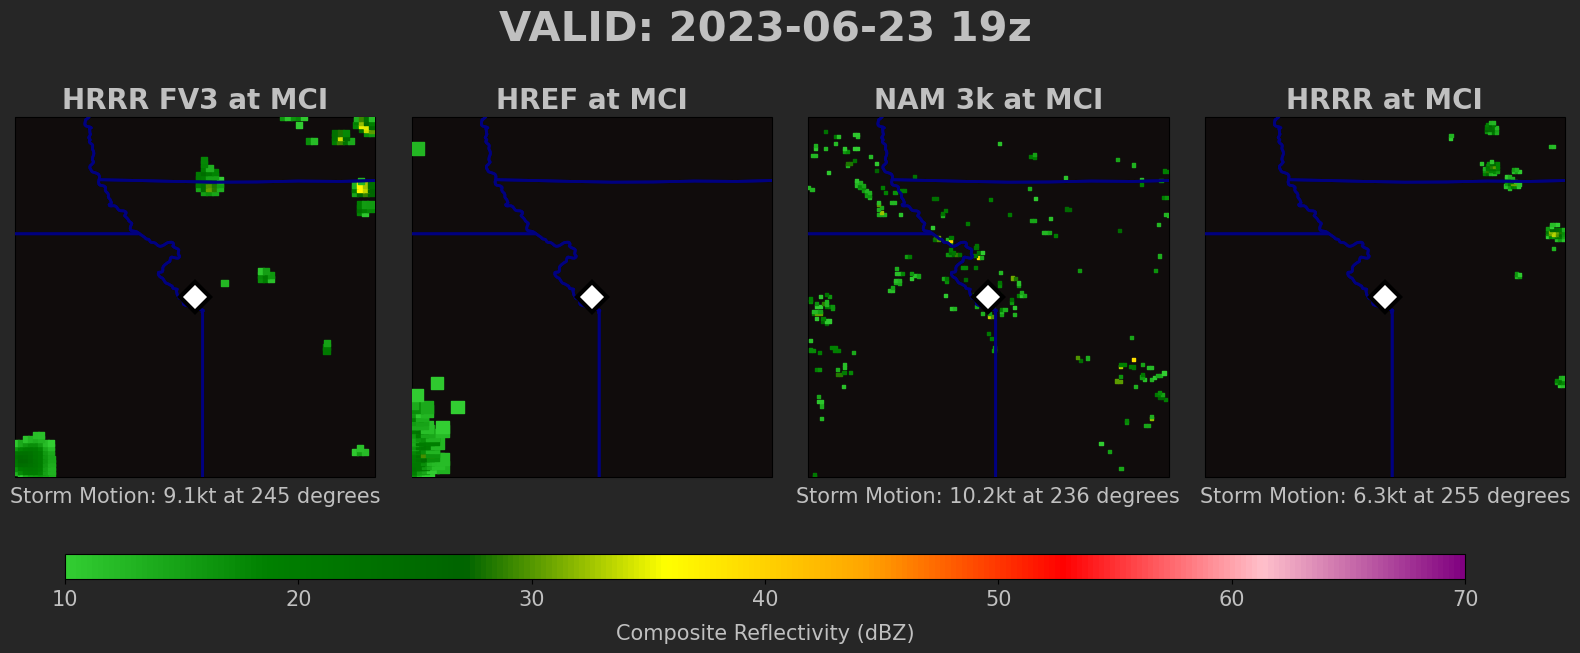 VALID: 2023-06-23 19z
HRRR FV3 at MCI
HREF at MCI
NAM 3k at MCI
HRRR at MCI
Storm Motion: 9.1kt at 245 degrees
Storm Motion: 10.2kt at 236 degrees
Storm Motion: 6.3kt at 255 degrees
10 20 30 40 50 60 70
Composite Reflectivity (dBZ)